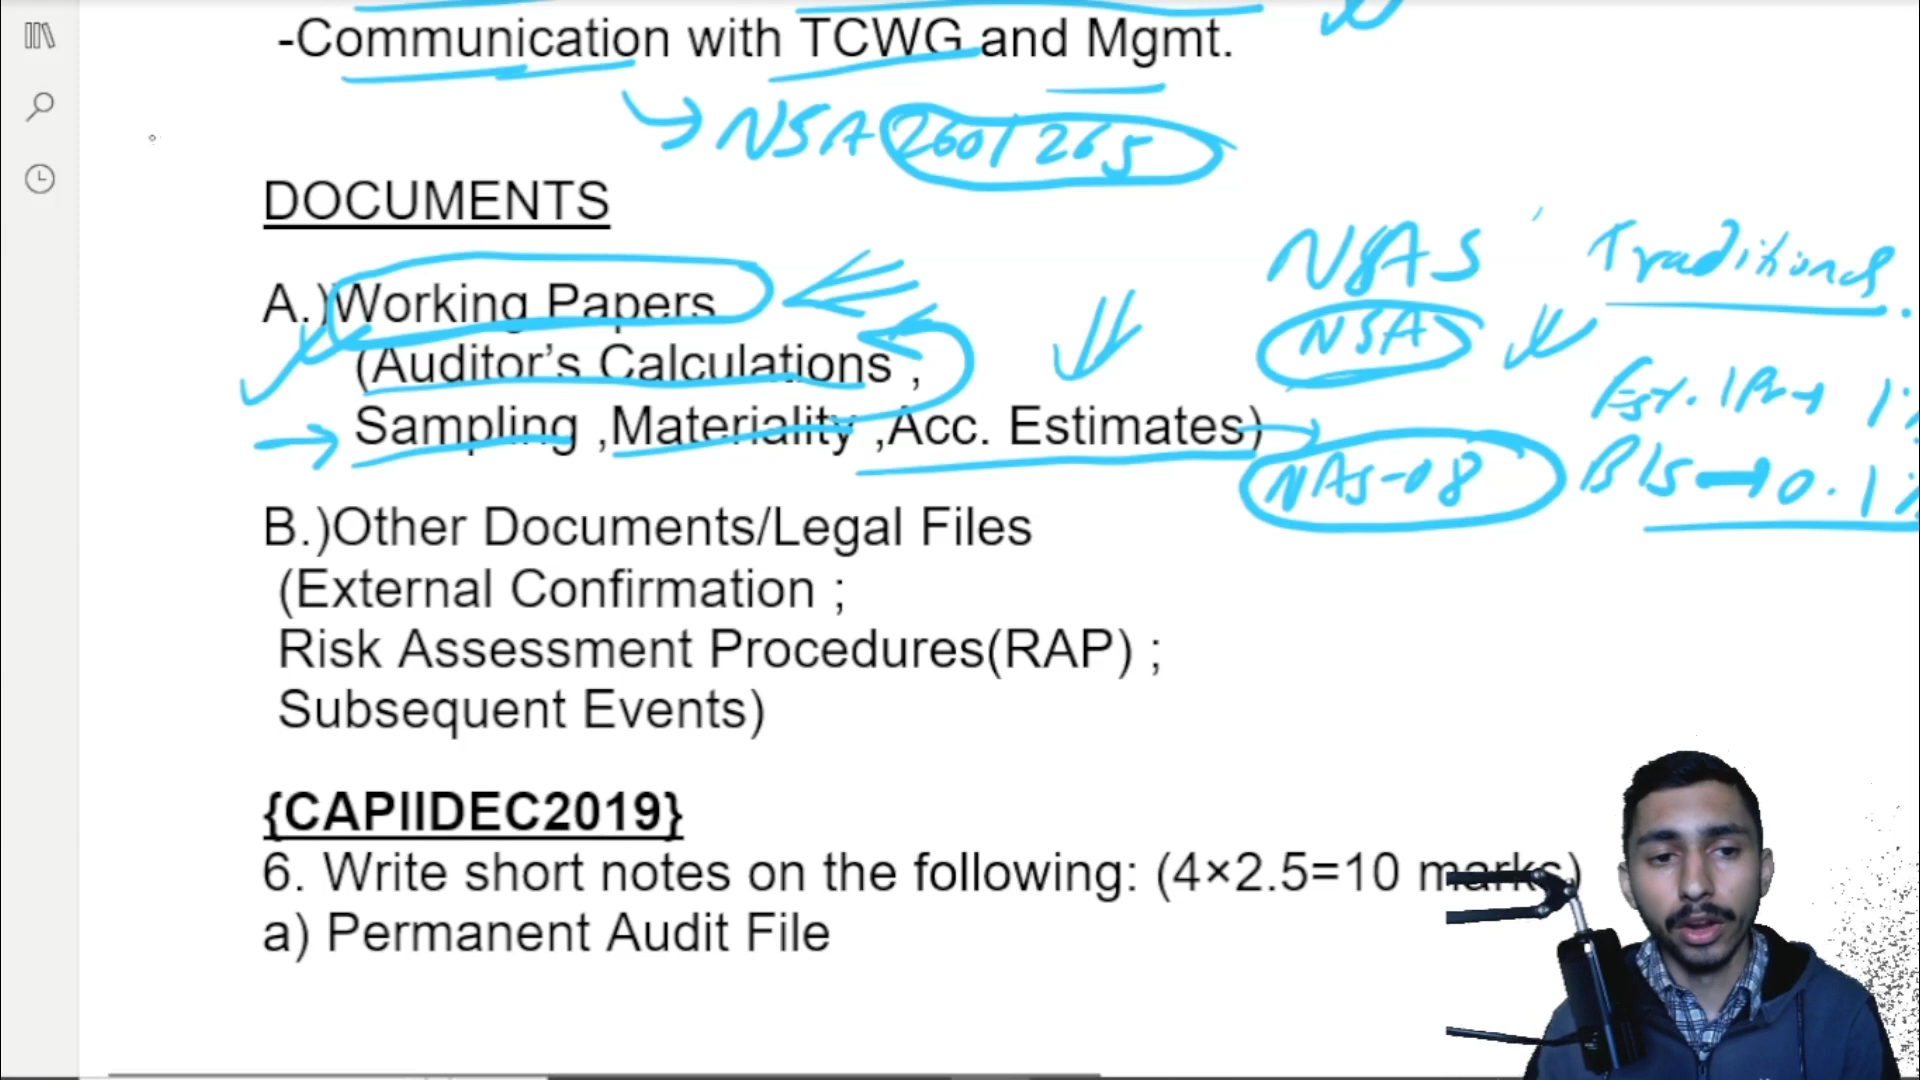 -Communication with TCWG and Mgmt.
NSA 260/265
DOCUMENTS
NSAS Traditional.
A.)Working Papers
NSA
(Auditor's Calculations ,
Sampling ,Materiality ,Acc. Estimates)
NAS-08
B.)Other Documents/Legal Files
(External Confirmation ;
Risk Assessment Procedures(RAP) ;
Subsequent Events)
{CAPIIDEC2019}
6. Write short notes on the following: (4×2.5=10 marks)
a) Permanent Audit File